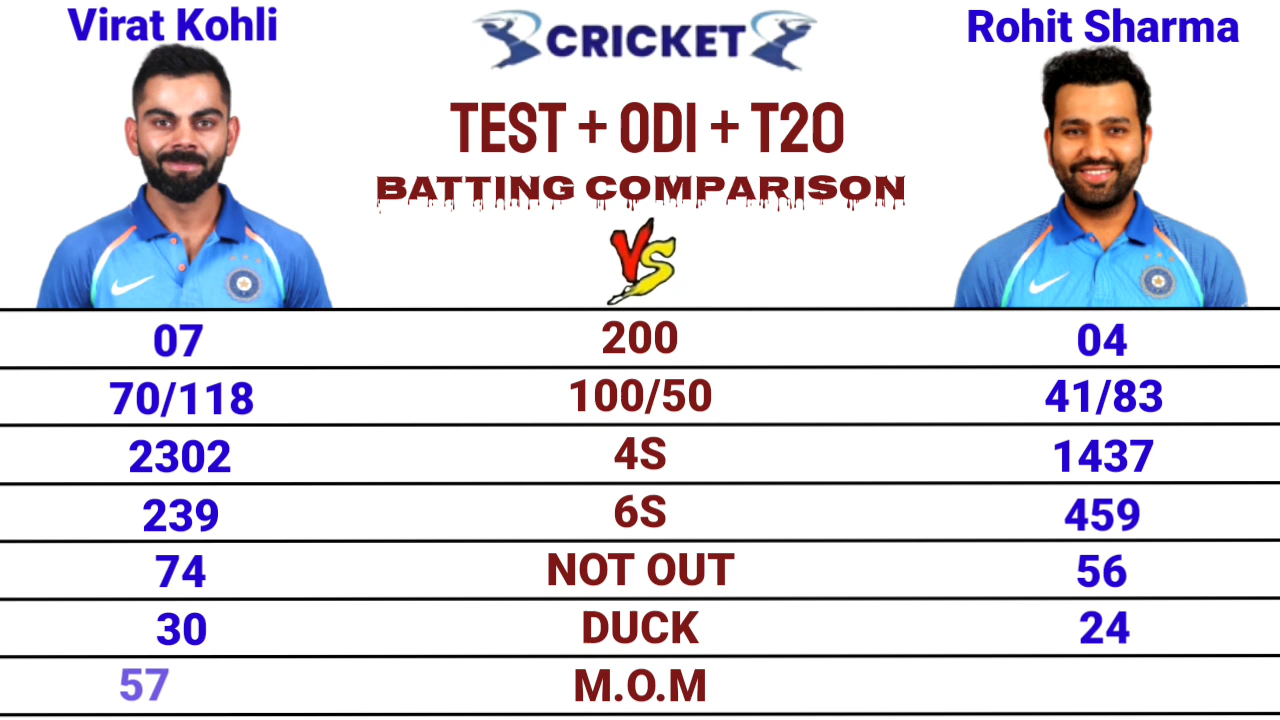 Virat Kohli
CRICKET
Rohit Sharma
TEST + ODI + T20
BATTING COMPARISON
VS
07 200 04
70/118 100/50 41/83
2302 4S 1437
239 6S 459
74 NOT OUT 56
30 DUCK 24
57 M.O.M